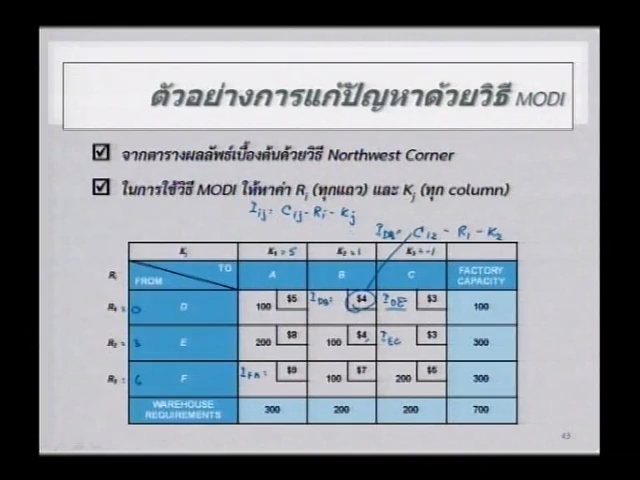 ตัวอย่างการแก้ปัญหาด้วยวิธี MODI
จากตารางผลลัพธ์เบื้องต้นด้วยวิธี Northwest Corner
ในการใช้วิธี MODI ให้หาค่า Ri (ทุกแถว) และ Kj (ทุก column)
Iij = Cij - Ri - Kj
IDB = C12 - R1 - K2
Kj K1 = 5 K2 = 1 K3 = -1
Ri TO FROM A B C FACTORY CAPACITY
R1 = 0 D 100 $5 IDB = $4 $3 100
R2 = 3 E 200 $8 100 $4 IEC $3 300
F IFA = 100 $7 200 300
WAREHOUSE REQUIREMENTS 300 200 200 700
43